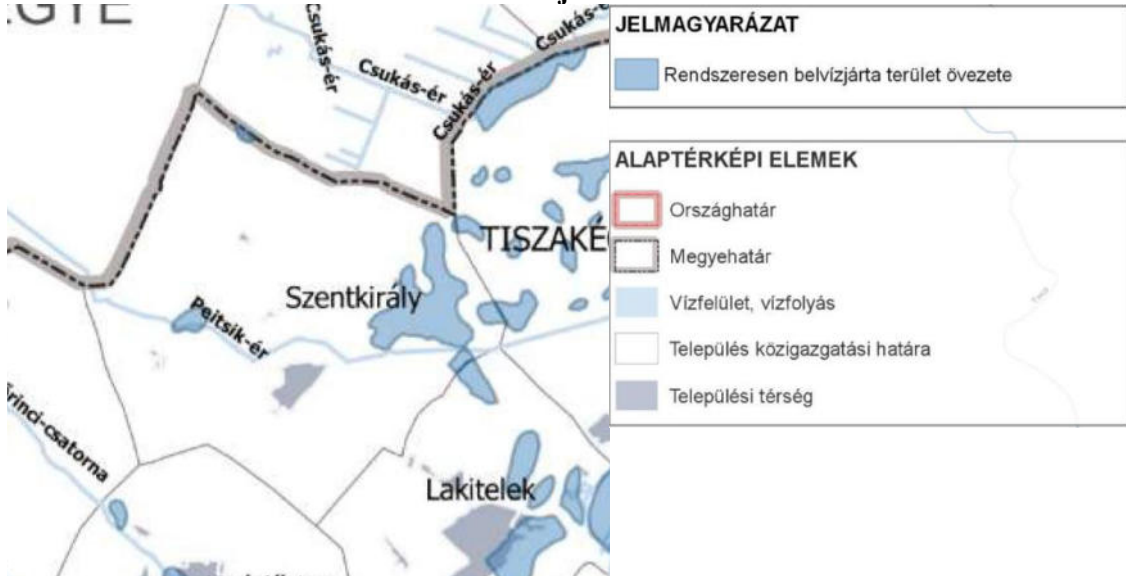 GYE
Csukás-ér
Csukás-ér
Csukás-ér
Csukás-ér
TISZAKÉ
Szentkirály
Peitsik-ér
Lakitelek
JELMAGYARÁZAT
Rendszeresen belvízjárta terület övezete
ALAPTÉRKÉPI ELEMEK
Országhatár
Megyehatár
Vízfelület, vízfolyás
Település közigazgatási határa
Települési térség